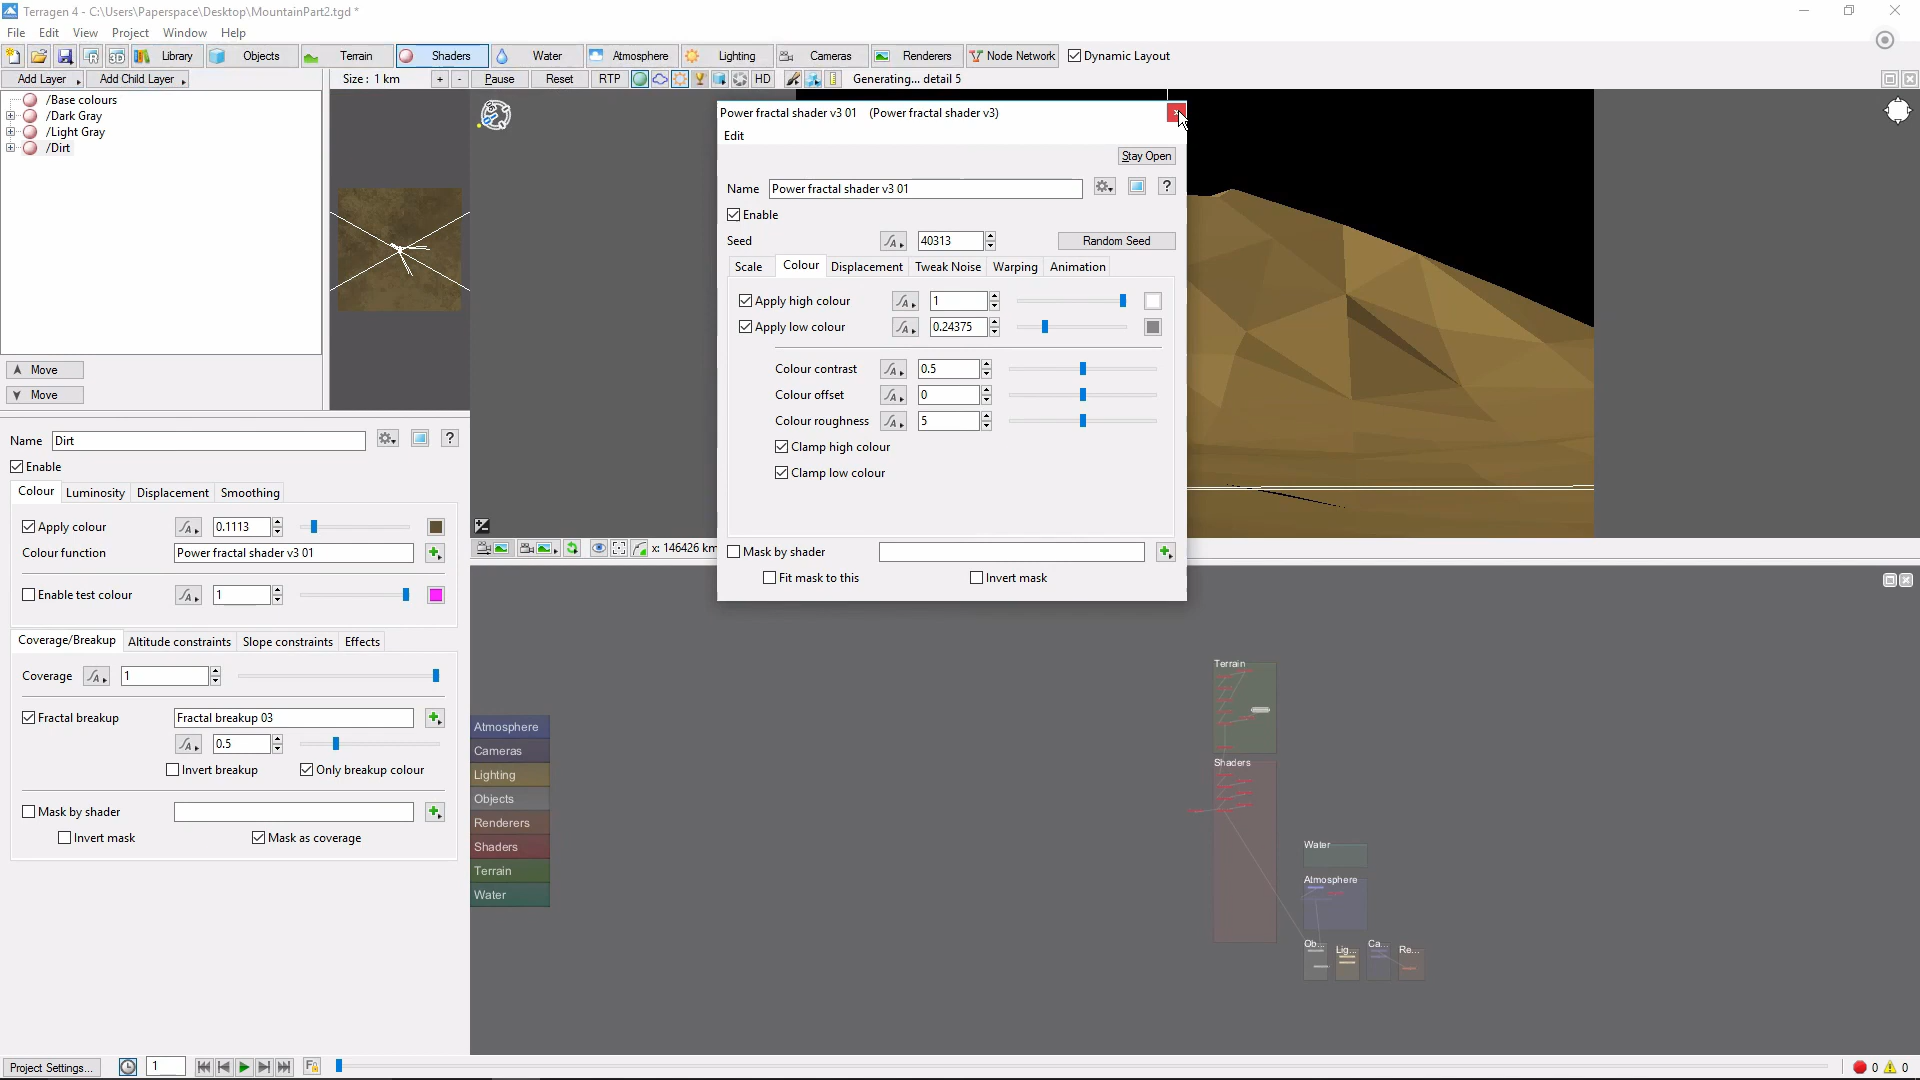 Terragen 4 - C:\Users\Paperspace\Desktop\MountainPart2.tgd *
File Edit View Project Window Help
Library Objects Terrain Shaders Water Atmosphere Lighting Cameras Renderers Node Network Dynamic Layout
Add Layer Add Child Layer Size : 1 km + - Pause Reset RTP HD Generating... detail 5
/Base colours
/Dark Gray
/Light Gray
/Dirt
Move
Move
Name Dirt ?
Enable
Colour Luminosity Displacement Smoothing
Apply colour 0.1113
Colour function Power fractal shader v3 01
Enable test colour 1
Coverage/Breakup Altitude constraints Slope constraints Effects
Coverage 1
Fractal breakup Fractal breakup 03
0.5
Invert breakup Only breakup colour
Mask by shader
Invert mask Mask as coverage
Power fractal shader v3 01 (Power fractal shader v3)
Edit
Stay Open
Name Power fractal shader v3 01 ?
Enable
Seed 40313 Random Seed
Scale Colour Displacement Tweak Noise Warping Animation
Apply high colour 1
Apply low colour 0.24375
Colour contrast 0.5
Colour offset 0
Colour roughness 5
Clamp high colour
Clamp low colour
Mask by shader
Fit mask to this Invert mask
x: 146426 km
Atmosphere
Cameras
Lighting
Objects
Renderers
Shaders
Terrain
Water
Terrain
Shaders
Water
Atmosphere
Ob... Lig... Ca... Re...
Project Settings... 1 0 0